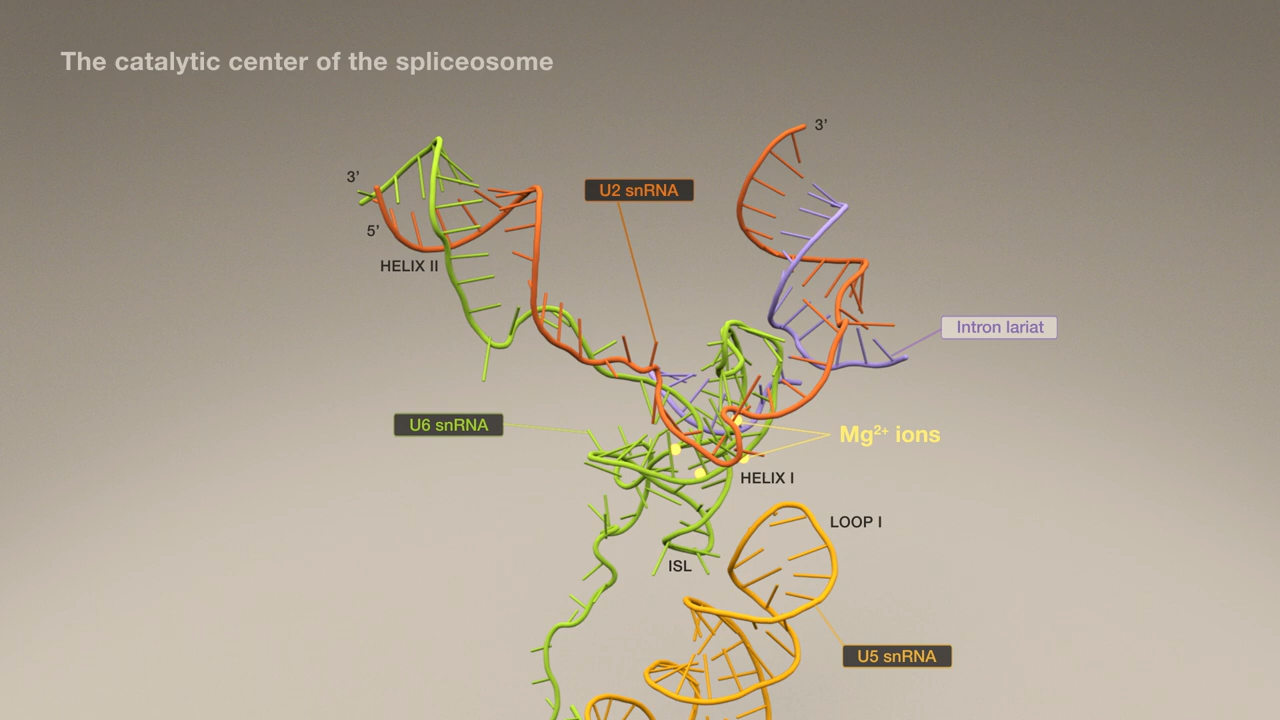 The catalytic center of the spliceosome
3’
3’
U2 snRNA
5’
HELIX II
Intron lariat
U6 snRNA
Mg²⁺ ions
HELIX I
LOOP I
ISL
U5 snRNA